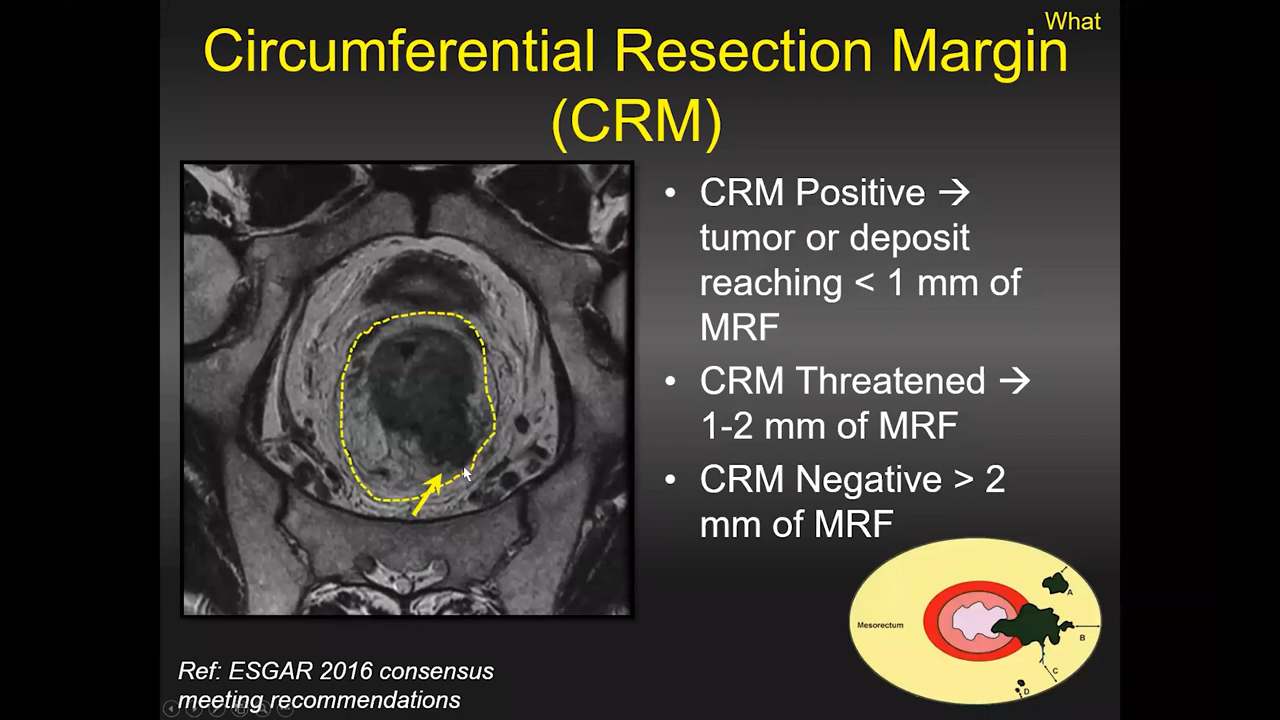 What
Circumferential Resection Margin
(CRM)
• CRM Positive →
tumor or deposit
reaching < 1 mm of
MRF
• CRM Threatened →
1-2 mm of MRF
• CRM Negative > 2
mm of MRF
A
Mesorectum
B
C
D
Ref: ESGAR 2016 consensus
meeting recommendations